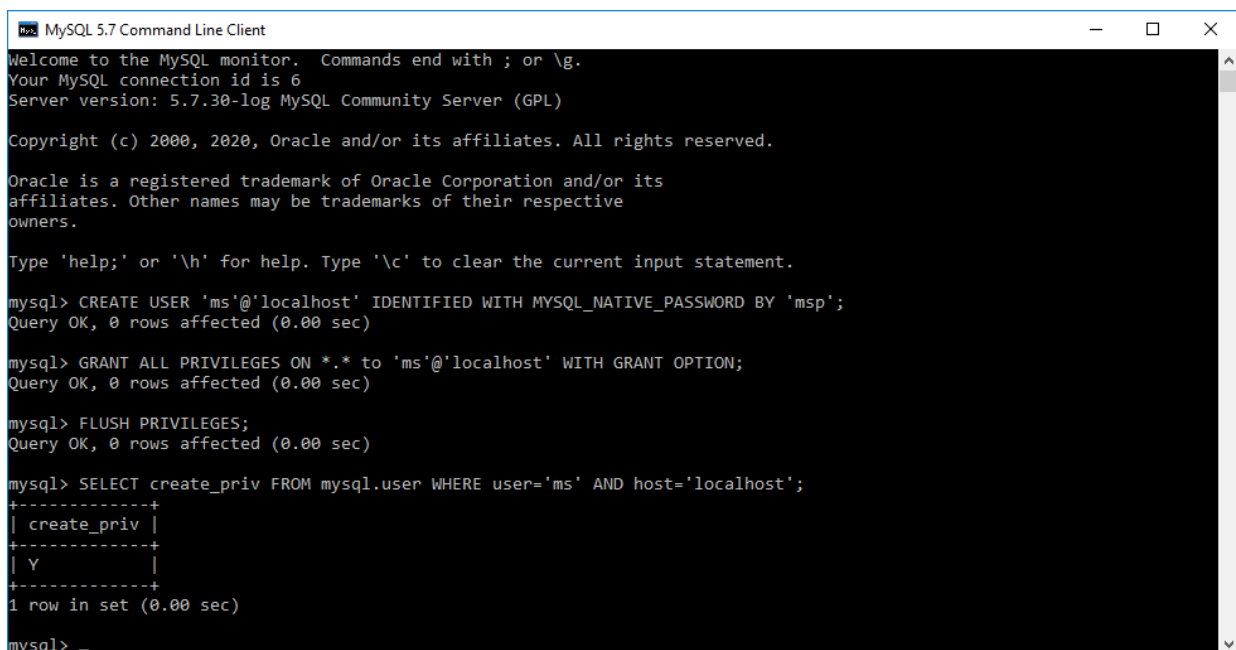 MySQL 5.7 Command Line Client
Welcome to the MySQL monitor.  Commands end with ; or \g.
Your MySQL connection id is 6
Server version: 5.7.30-log MySQL Community Server (GPL)
Copyright (c) 2000, 2020, Oracle and/or its affiliates. All rights reserved.
Oracle is a registered trademark of Oracle Corporation and/or its
affiliates. Other names may be trademarks of their respective
owners.
Type 'help;' or '\h' for help. Type '\c' to clear the current input statement.
mysql> CREATE USER 'ms'@'localhost' IDENTIFIED WITH MYSQL_NATIVE_PASSWORD BY 'msp';
Query OK, 0 rows affected (0.00 sec)
mysql> GRANT ALL PRIVILEGES ON *.* to 'ms'@'localhost' WITH GRANT OPTION;
Query OK, 0 rows affected (0.00 sec)
mysql> FLUSH PRIVILEGES;
Query OK, 0 rows affected (0.00 sec)
mysql> SELECT create_priv FROM mysql.user WHERE user='ms' AND host='localhost';
+-------------+
| create_priv |
+-------------+
| Y           |
+-------------+
1 row in set (0.00 sec)
mysql> _